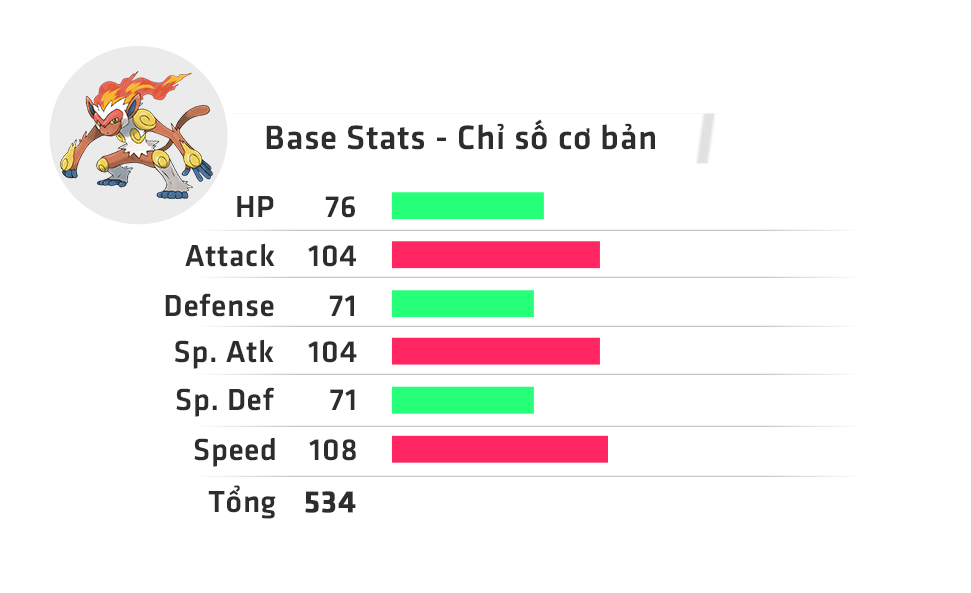 Base Stats - Chỉ số cơ bản
HP 76
Attack 104
Defense 71
Sp. Atk 104
Sp. Def 71
Speed 108
Tổng 534